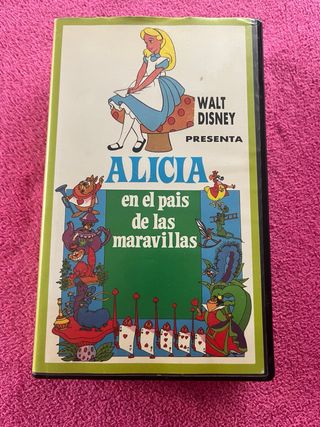 WALT
DISNEY
PRESENTA
ALICIA
en el pais
de las
maravillas